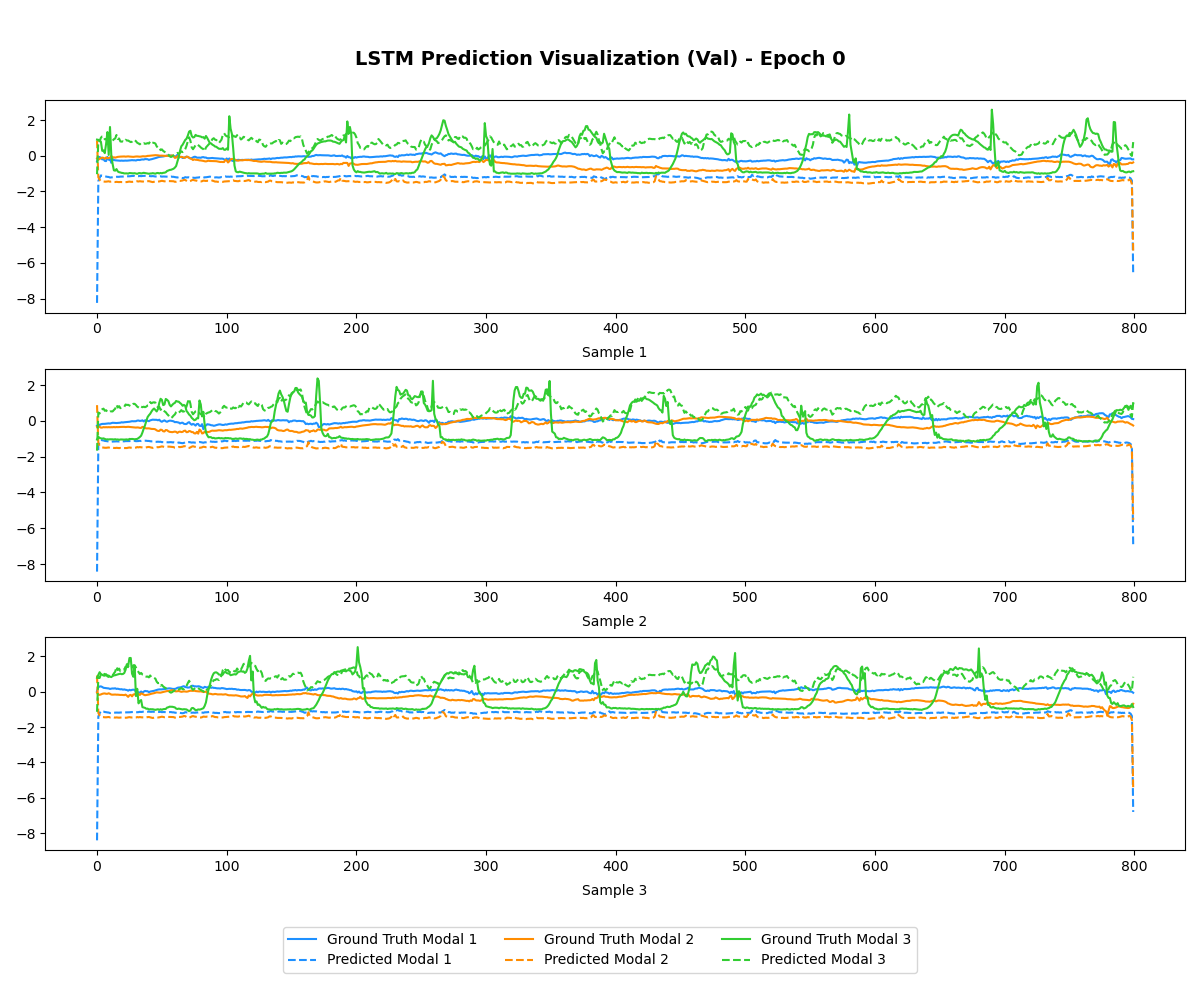 LSTM Prediction Visualization (Val) - Epoch 0
2
0
−2
−4
−6
−8
0 100 200 300 400 500 600 700 800
Sample 1
2
0
−2
−4
−6
−8
0 100 200 300 400 500 600 700 800
Sample 2
2
0
−2
−4
−6
−8
0 100 200 300 400 500 600 700 800
Sample 3
Ground Truth Modal 1 Ground Truth Modal 2 Ground Truth Modal 3
Predicted Modal 1 Predicted Modal 2 Predicted Modal 3